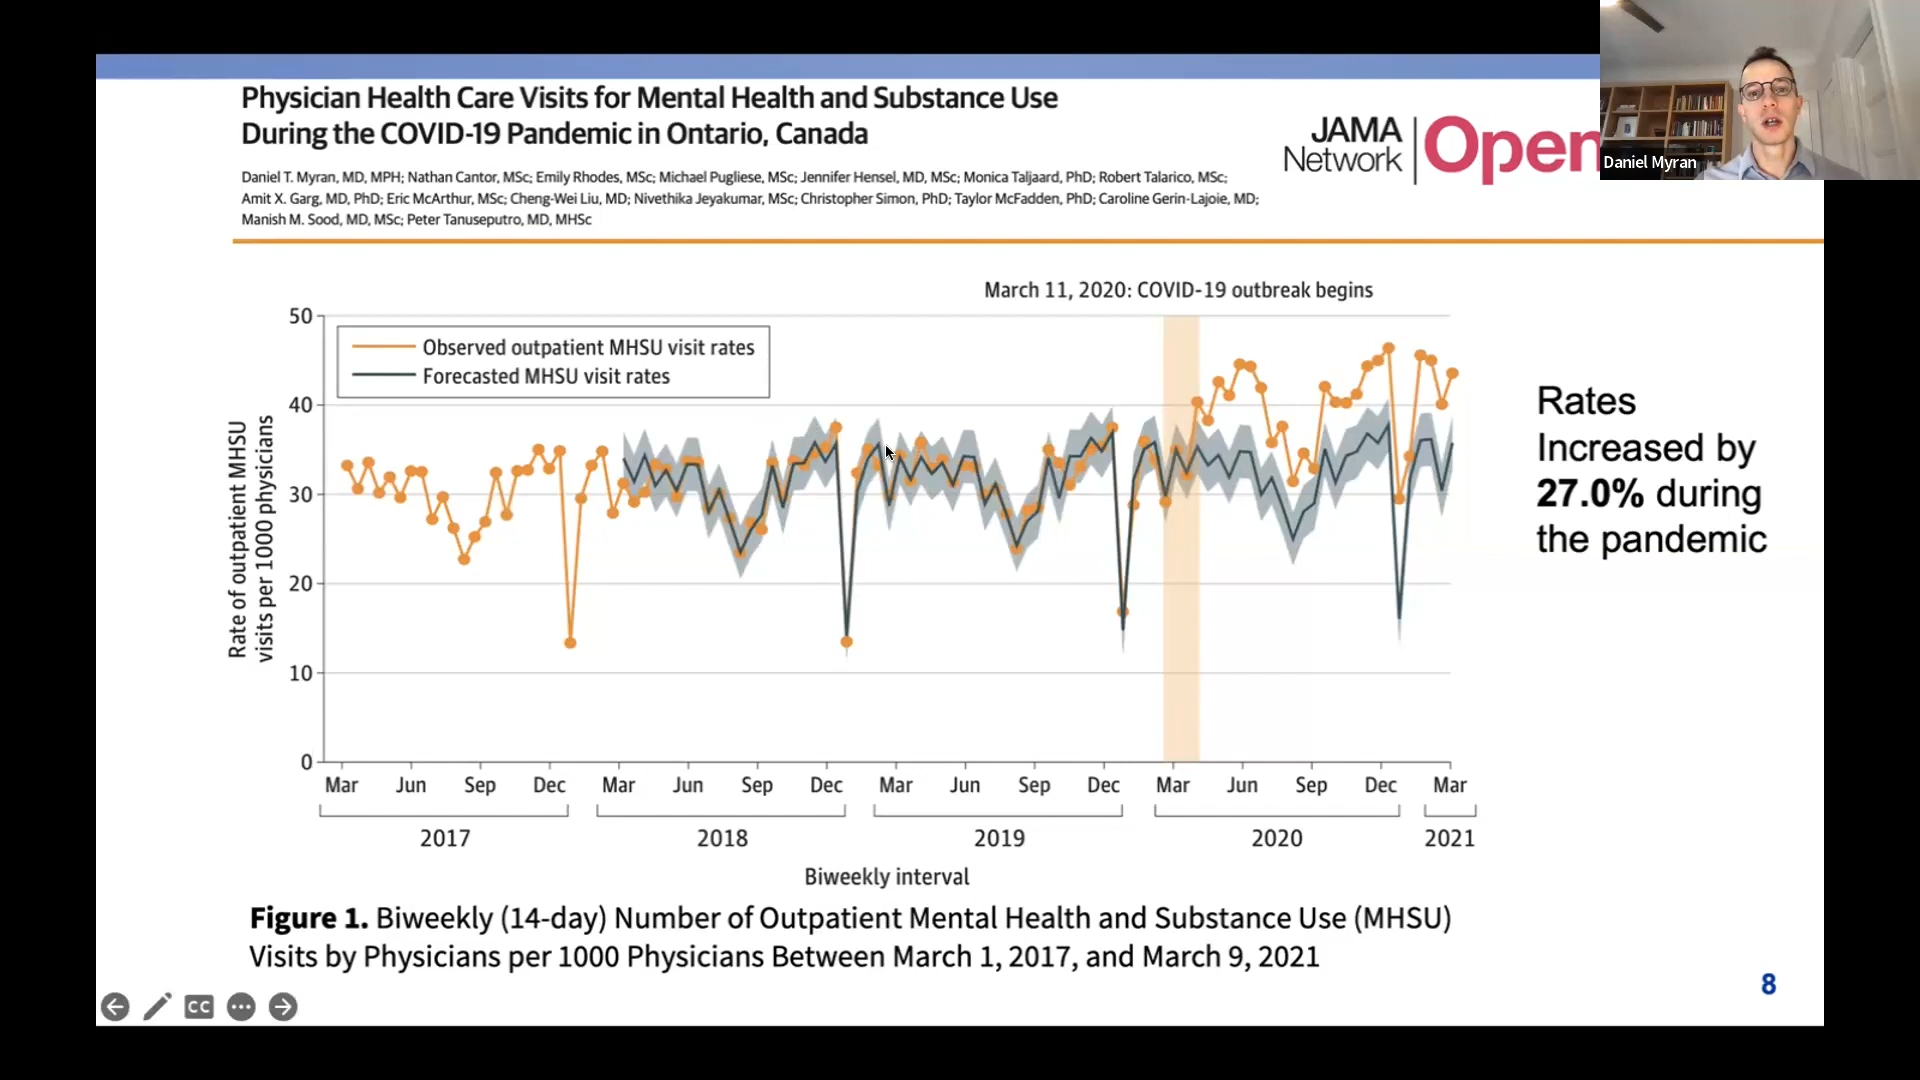 Physician Health Care Visits for Mental Health and Substance Use
During the COVID-19 Pandemic in Ontario, Canada
Daniel T. Myran, MD, MPH; Nathan Cantor, MSc; Emily Rhodes, MSc; Michael Pugliese, MSc; Jennifer Hensel, MD, MSc; Monica Taljaard, PhD; Robert Talarico, MSc;
Amit X. Garg, MD, PhD; Eric McArthur, MSc; Cheng-Wei Liu, MD; Nivethika Jeyakumar, MSc; Christopher Simon, PhD; Taylor McFadden, PhD; Caroline Gerin-Lajoie, MD;
Manish M. Sood, MD, MSc; Peter Tanuseputro, MD, MHSc
JAMA
Network
Open
Daniel Myran
March 11, 2020: COVID-19 outbreak begins
Observed outpatient MHSU visit rates
Forecasted MHSU visit rates
Rate of outpatient MHSU
visits per 1000 physicians
50
40
30
20
10
0
Mar Jun Sep Dec Mar Jun Sep Dec Mar Jun Sep Dec Mar Jun Sep Dec Mar
2017 2018 2019 2020 2021
Biweekly interval
Rates
Increased by
27.0% during
the pandemic
Figure 1. Biweekly (14-day) Number of Outpatient Mental Health and Substance Use (MHSU)
Visits by Physicians per 1000 Physicians Between March 1, 2017, and March 9, 2021
8
CC